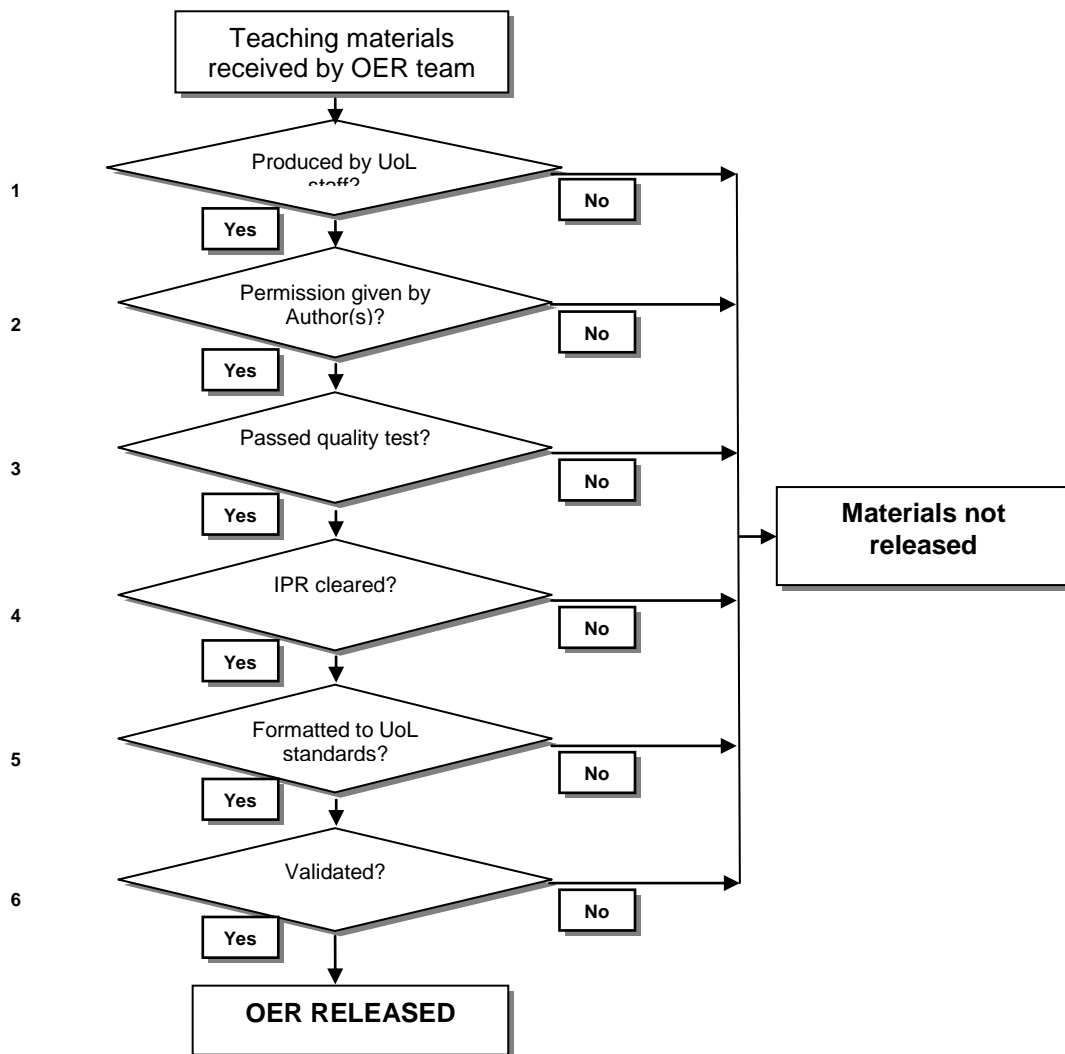 Teaching materials
received by OER team
Produced by UoL
staff?
1
No
Yes
Permission given by
Author(s)?
2
No
Yes
Passed quality test?
3
No
Yes
Materials not
released
IPR cleared?
4
No
Yes
Formatted to UoL
standards?
5
No
Yes
Validated?
6
No
Yes
OER RELEASED